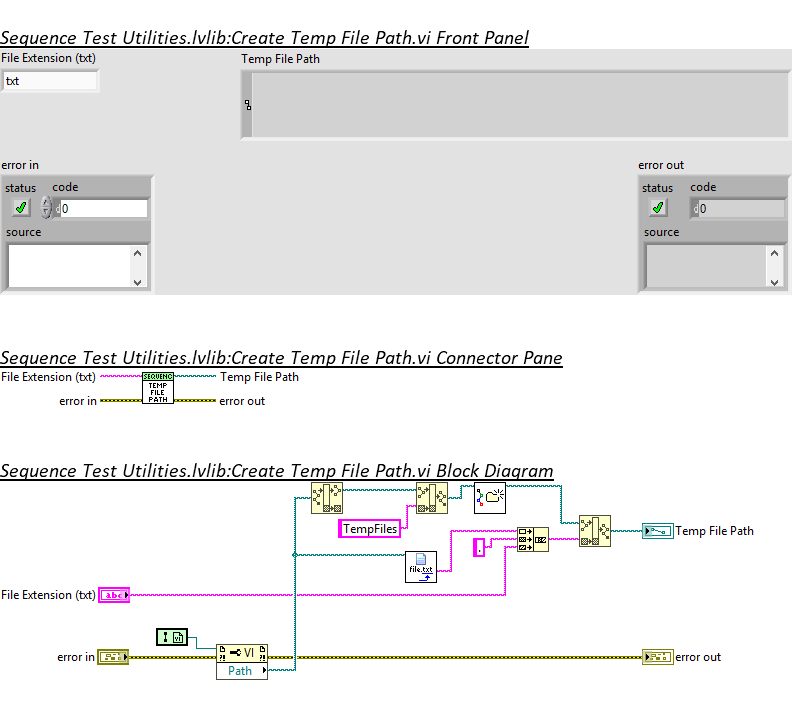 Sequence Test Utilities.lvlib:Create Temp File Path.vi Front Panel
File Extension (txt)
Temp File Path
txt
error in
error out
status code
status code
0
0
source
source
Sequence Test Utilities.lvlib:Create Temp File Path.vi Connector Pane
File Extension (txt)
SEQUENC
TEMP
FILE
PATH
Temp File Path
error in
error out
Sequence Test Utilities.lvlib:Create Temp File Path.vi Block Diagram
TempFiles
.
Temp File Path
file.txt
File Extension (txt)
abc
error in
VI
Path
error out